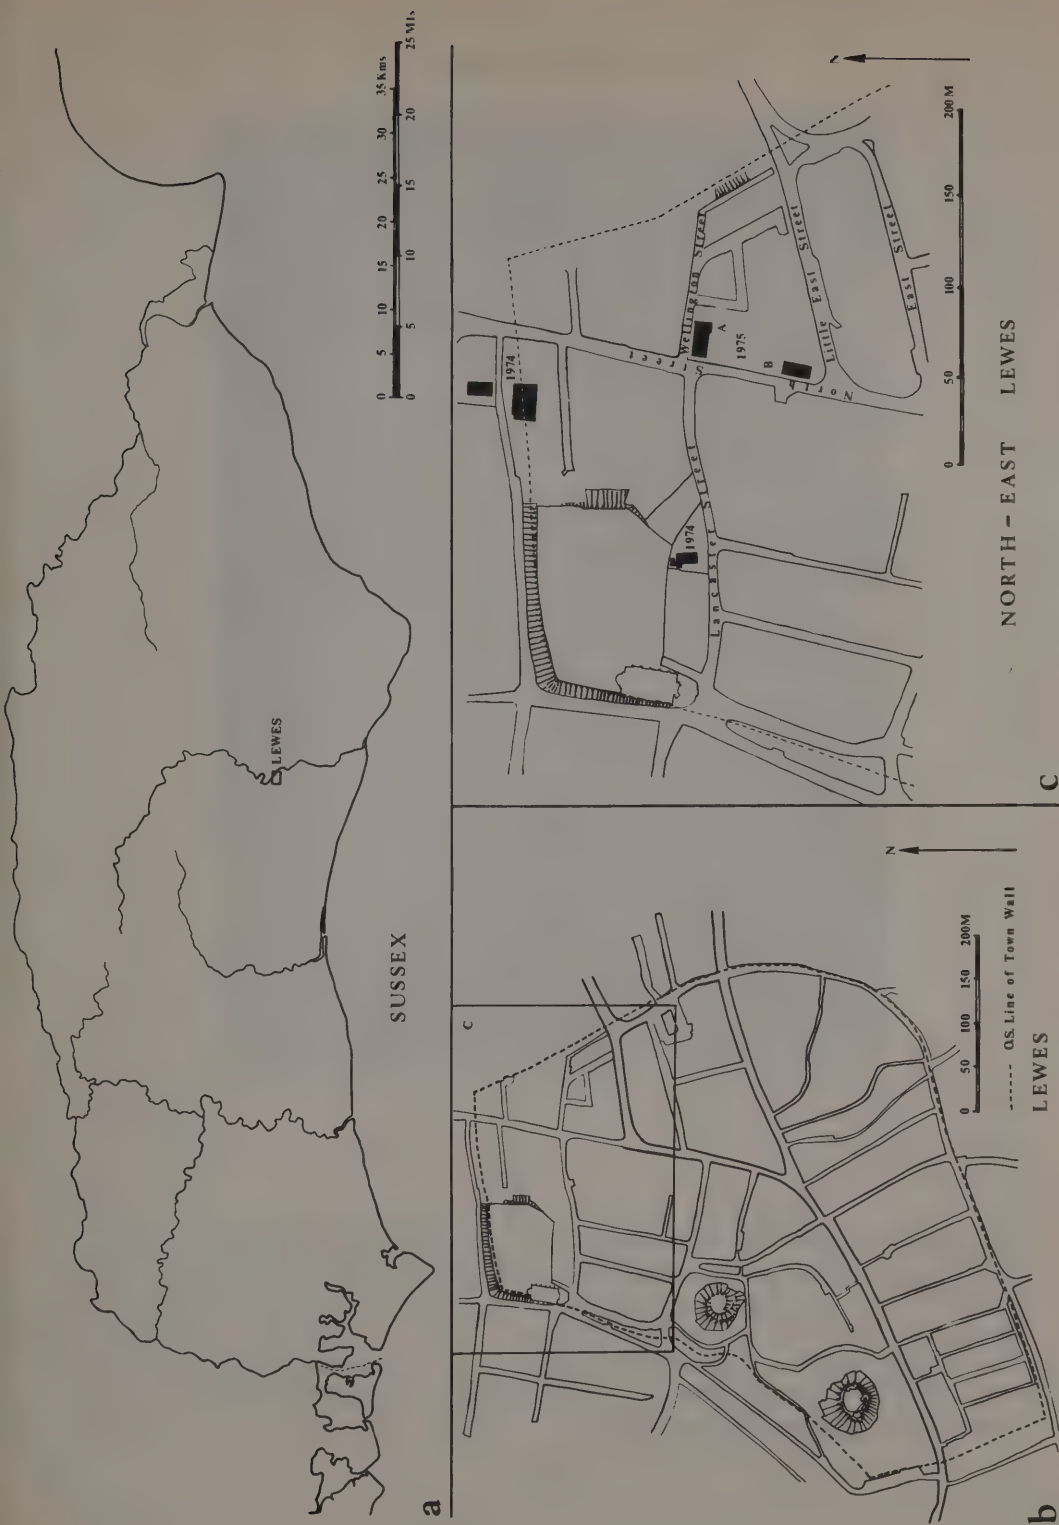 LEWES
SUSSEX
0 5 10 15 20 25 30 35 Kms
0 5 10 15 20 25 Mls
a
C
N
0 50 100 150 200M
O.S. Line of Town Wall
LEWES
b
1974
Wellington Street
North Street
A
1975
B
Little East Street
East Street
Lancaster Street
1974
N
0 50 100 150 200 M
NORTH-EAST LEWES
C